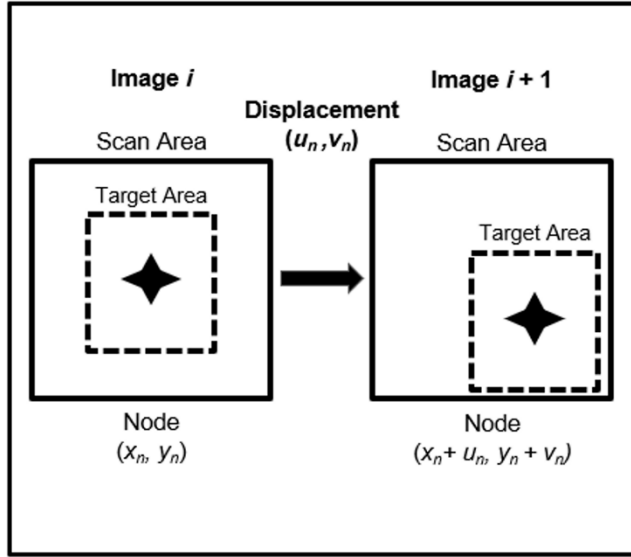 Image i
Image i + 1
Displacement
(uₙ,vₙ)
Scan Area
Scan Area
Target Area
Target Area
Node
(xₙ, yₙ)
Node
(xₙ+ uₙ, yₙ + vₙ)